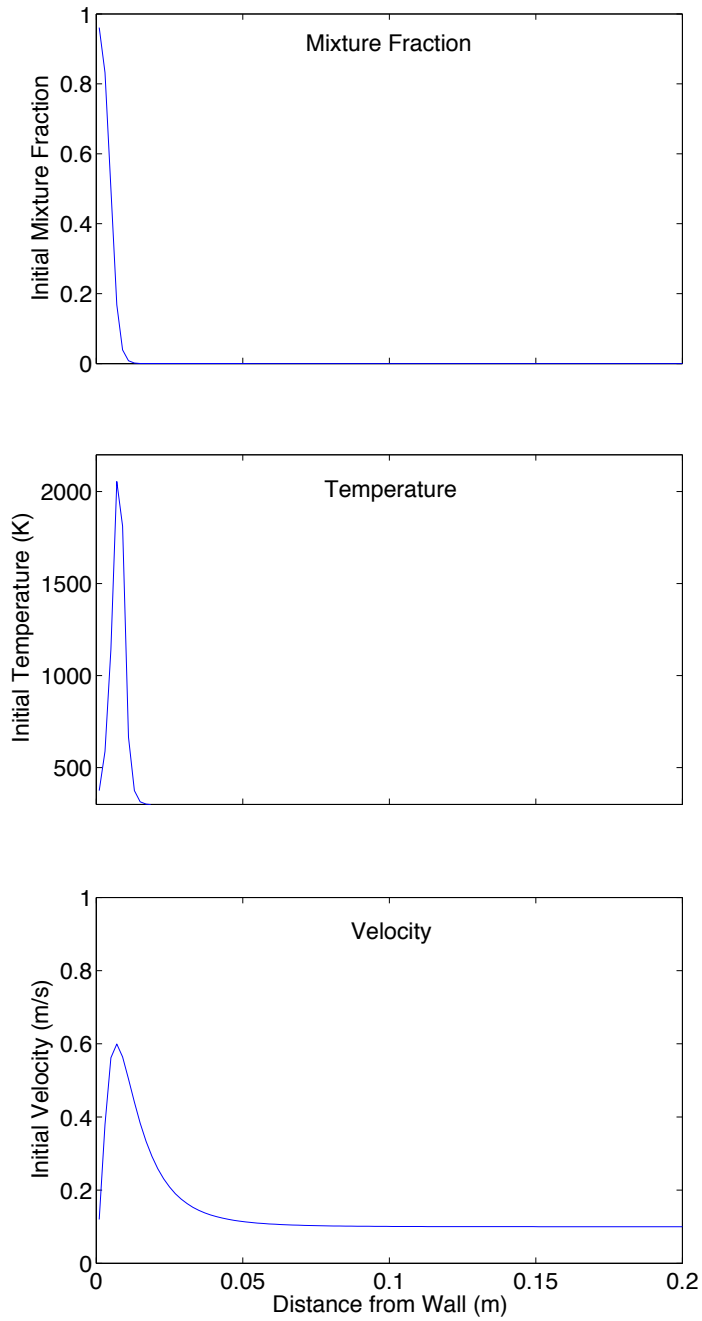 Mixture Fraction
Initial Mixture Fraction
1
0.8
0.6
0.4
0.2
0
Temperature
Initial Temperature (K)
2000
1500
1000
500
Velocity
Initial Velocity (m/s)
1
0.8
0.6
0.4
0.2
0
0 0.05 0.1 0.15 0.2
Distance from Wall (m)